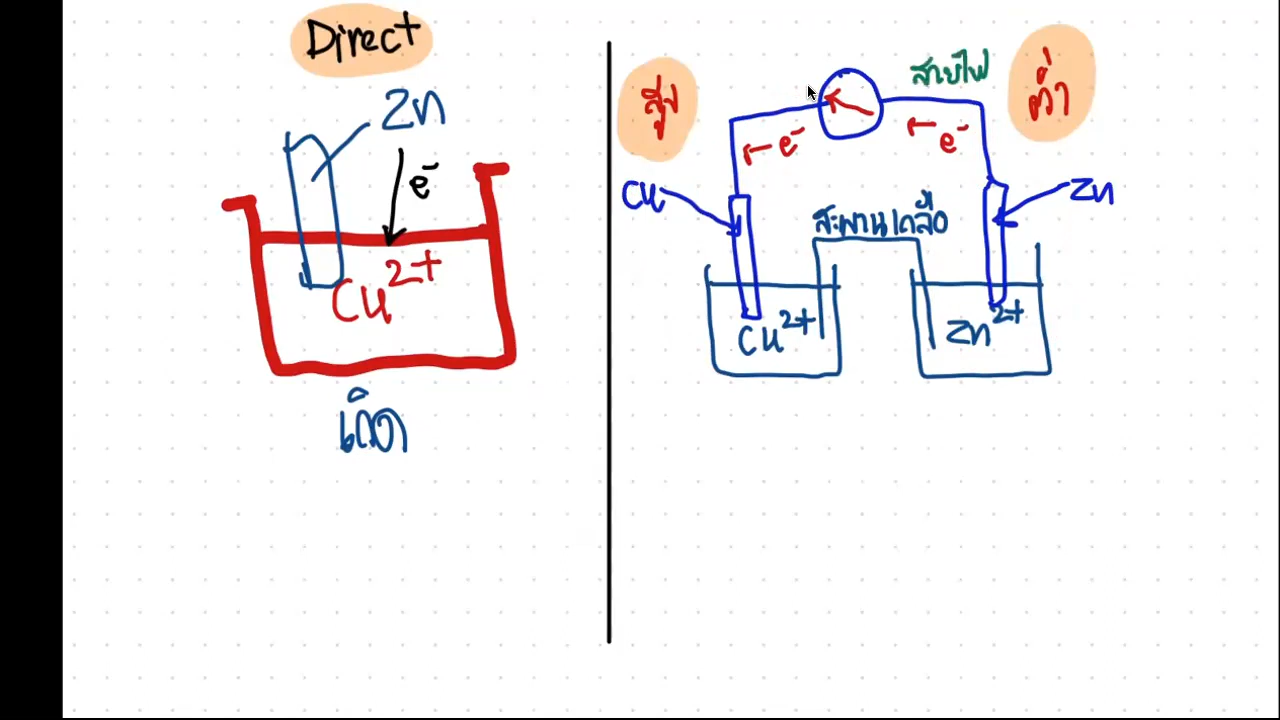 Direct
Zn
e⁻
Cu²⁺
เกิด
สูง
สายไฟ
ต่ำ
← e⁻
← e⁻
Cu
Zn
สะพานเกลือ
Cu²⁺
Zn²⁺